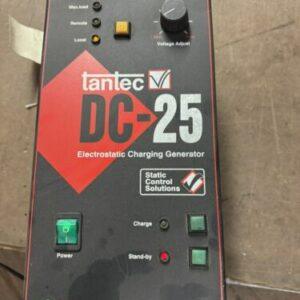 Max.load
Remote
Local
Voltage Adjust
tantec
DC-25
Electrostatic Charging Generator
Static
Control
Solutions
Charge
Power
Stand-by